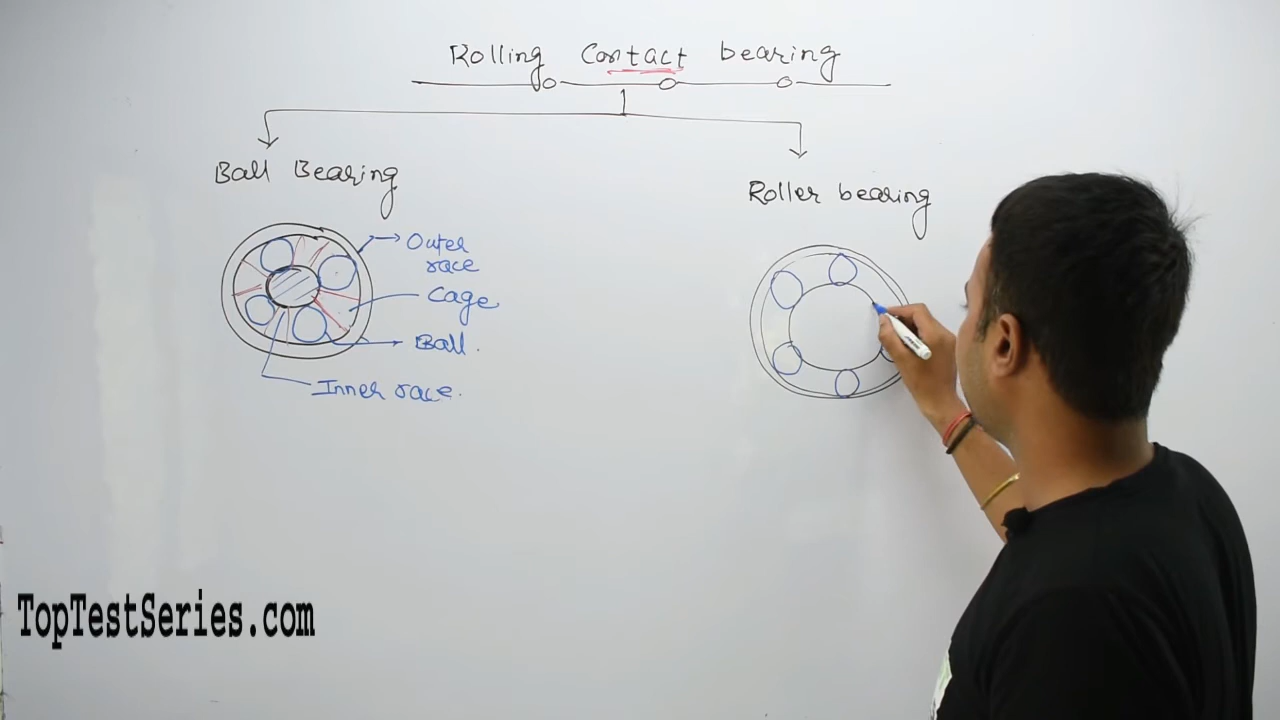 Rolling Contact bearing
Ball Bearing
Roller bearing
Outer
race
Cage
Ball.
Inner race.
TopTestSeries.com